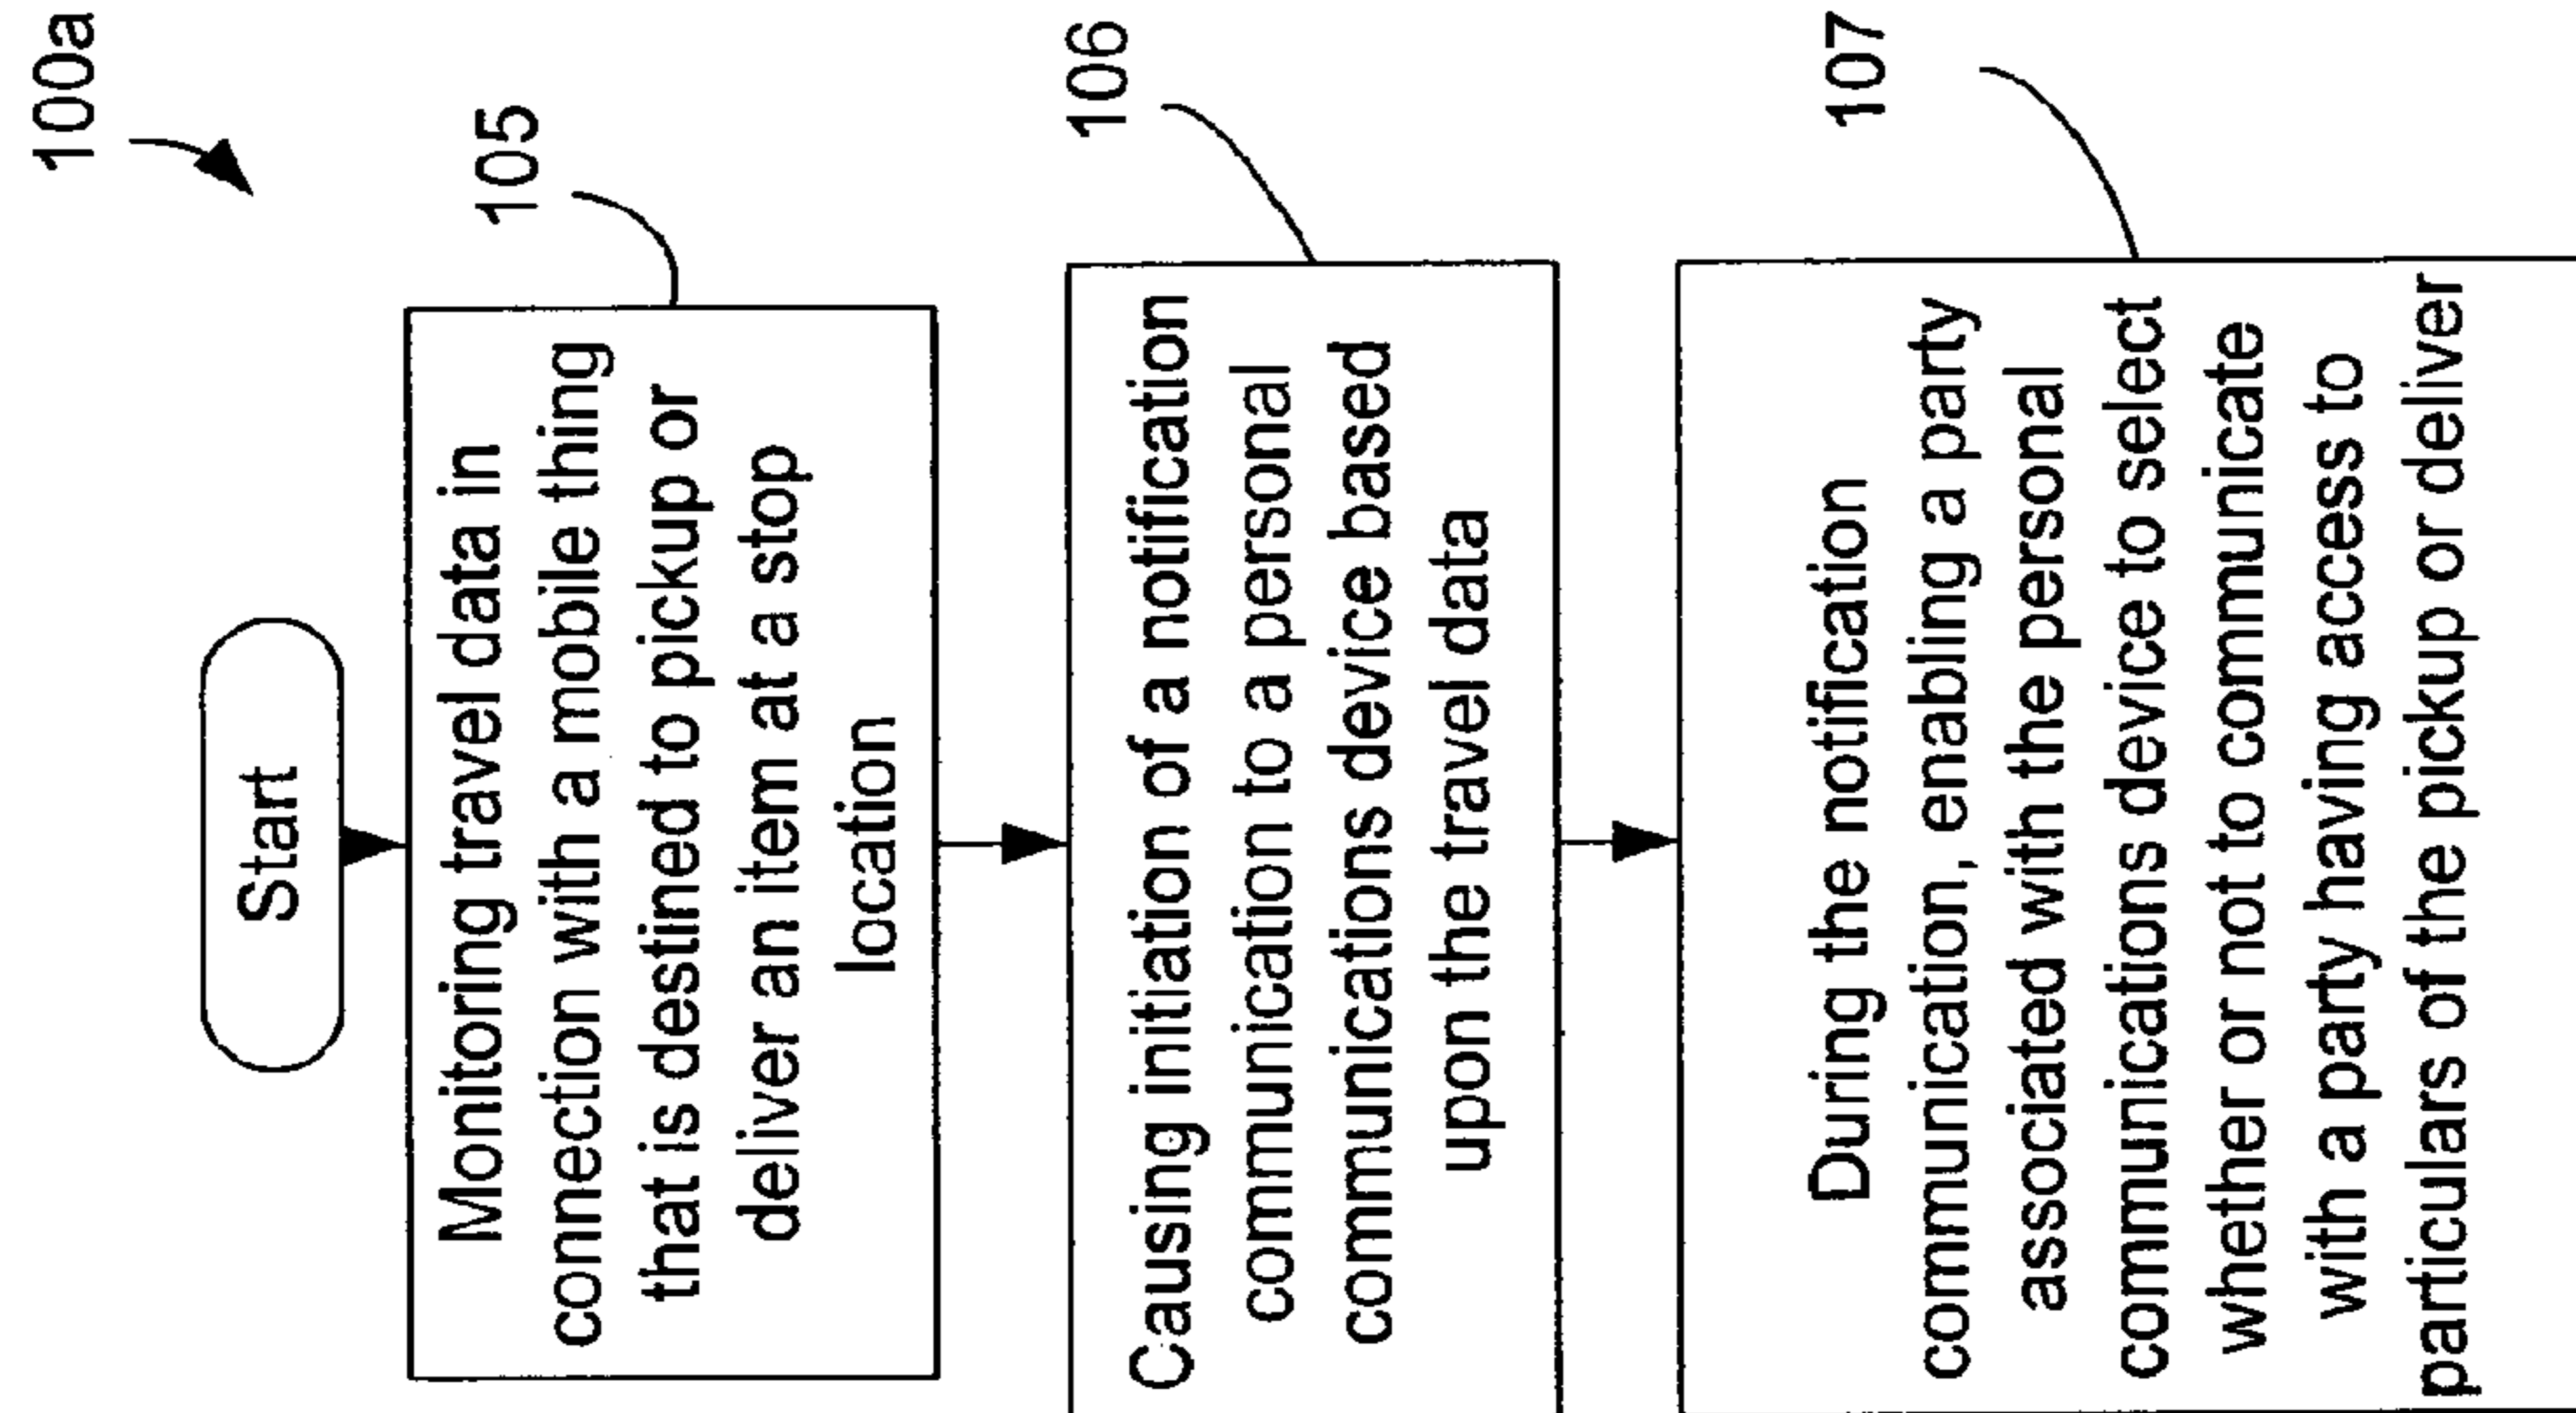 100a
Start
105
Monitoring travel data in
connection with a mobile thing
that is destined to pickup or
deliver an item at a stop
location
106
Causing initiation of a notification
communication to a personal
communications device based
upon the travel data
107
During the notification
communication, enabling a party
associated with the personal
communications device to select
whether or not to communicate
with a party having access to
particulars of the pickup or deliver